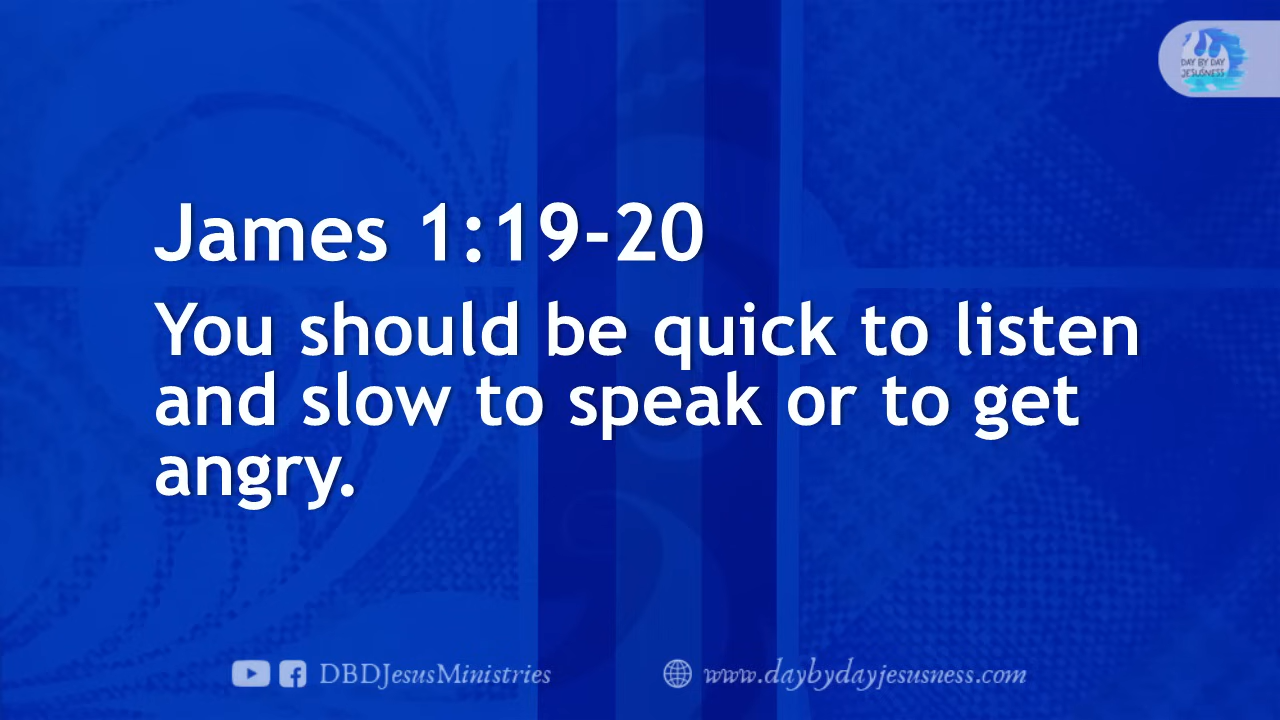 DAY BY DAY
JESUSNESS
James 1:19-20
You should be quick to listen
and slow to speak or to get
angry.
DBDJesusMinistries
www.daybydayjesusness.com